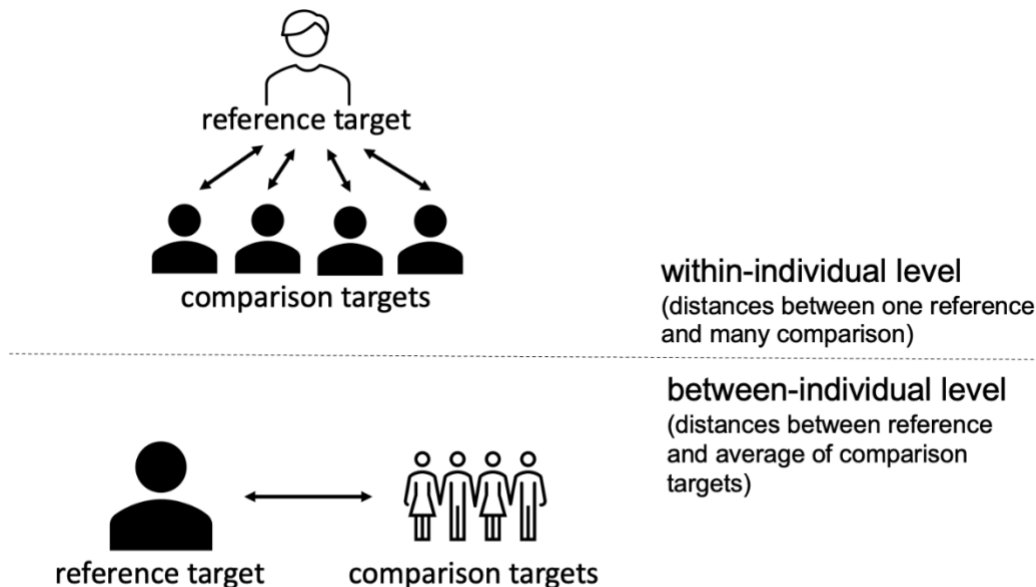 reference target
comparison targets
within-individual level
(distances between one reference
and many comparison)
between-individual level
(distances between reference
and average of comparison
targets)
reference target
comparison targets